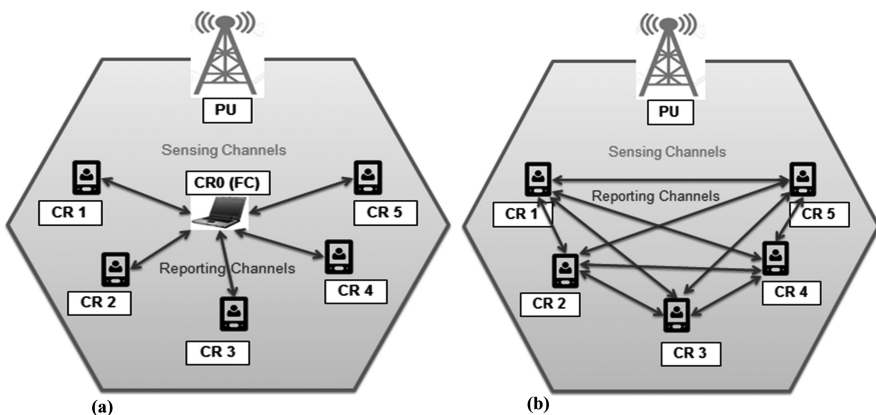 PU
Sensing Channels
CR0 (FC)
CR 1
CR 5
Reporting Channels
CR 2
CR 4
CR 3
(a)
PU
Sensing Channels
Reporting Channels
CR 1
CR 5
CR 2
CR 4
CR 3
(b)